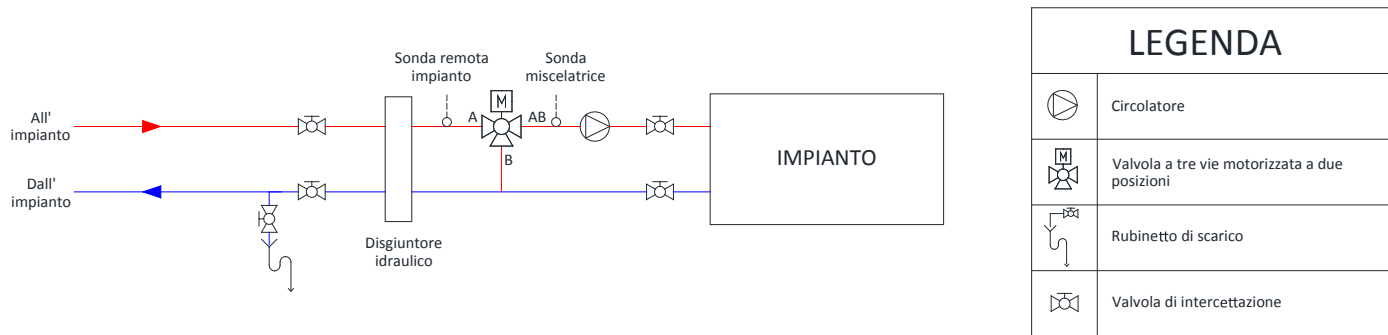 Sonda remota
impianto
Sonda
miscelatrice
All'
impianto
M
A
AB
B
IMPIANTO
Dall'
impianto
Disgiuntore
idraulico
LEGENDA
Circolatore
M
Valvola a tre vie motorizzata a due
posizioni
Rubinetto di scarico
Valvola di intercettazione